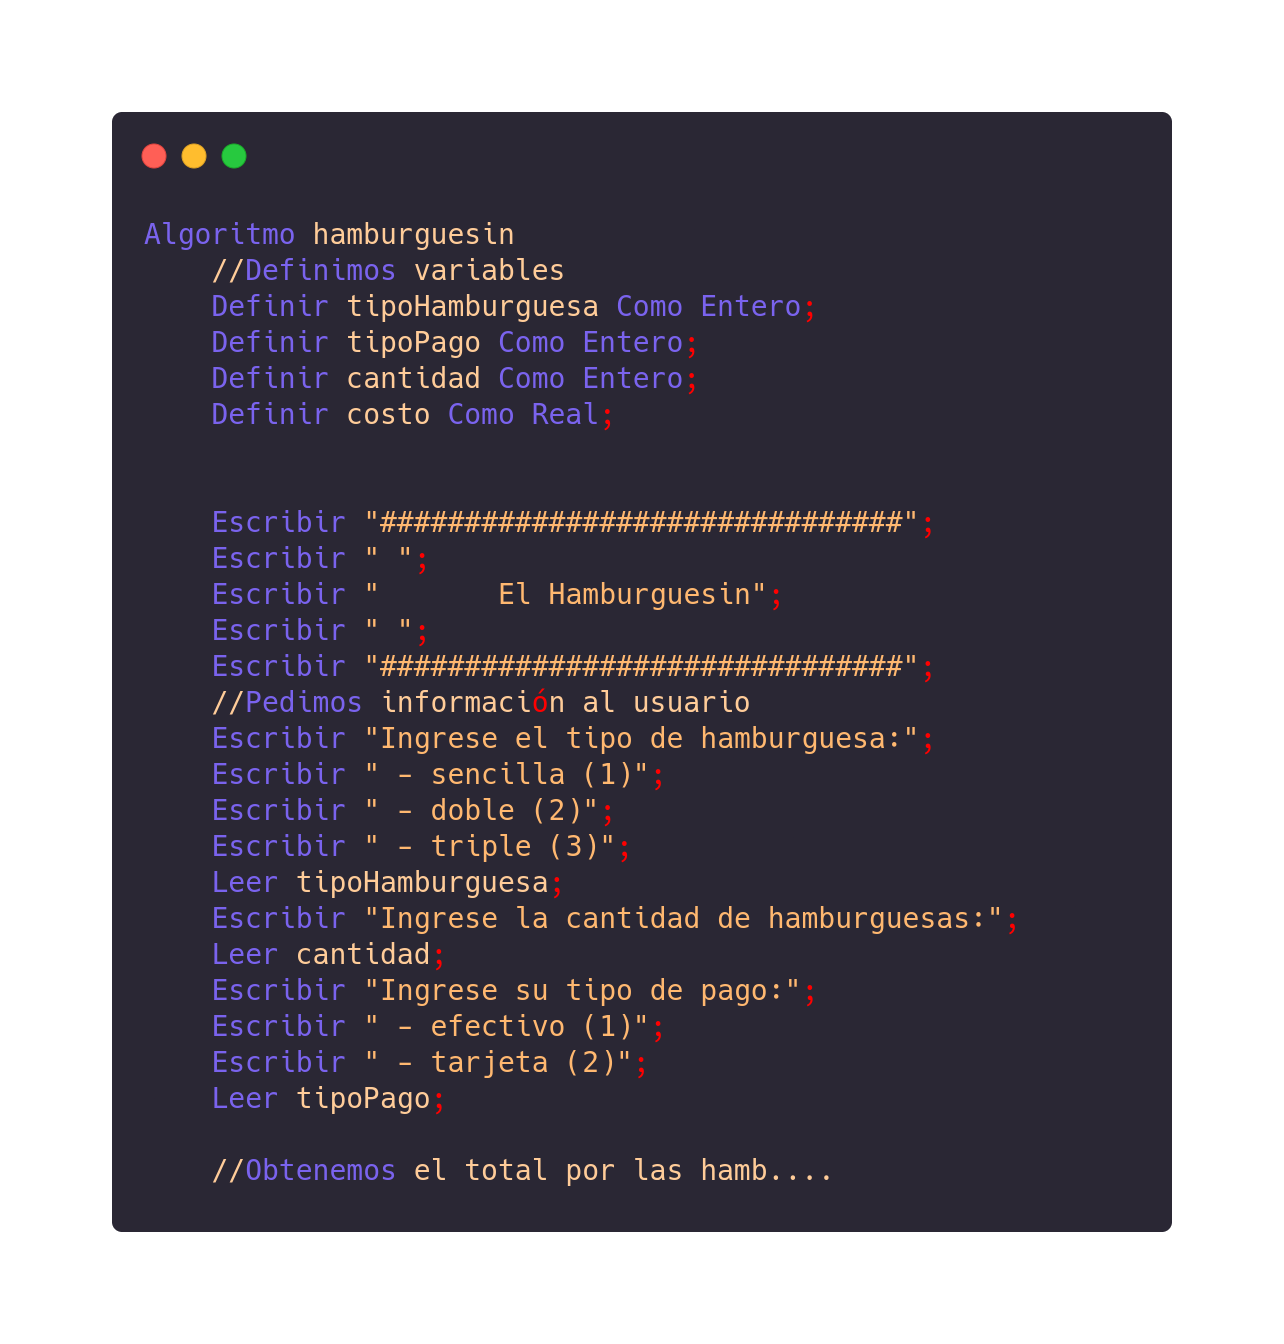 Algoritmo hamburguesin
    //Definimos variables
    Definir tipoHamburguesa Como Entero;
    Definir tipoPago Como Entero;
    Definir cantidad Como Entero;
    Definir costo Como Real;
    Escribir "###############################";
    Escribir " ";
    Escribir "       El Hamburguesin";
    Escribir " ";
    Escribir "###############################";
    //Pedimos información al usuario
    Escribir "Ingrese el tipo de hamburguesa:";
    Escribir " - sencilla (1)";
    Escribir " - doble (2)";
    Escribir " - triple (3)";
    Leer tipoHamburguesa;
    Escribir "Ingrese la cantidad de hamburguesas:";
    Leer cantidad;
    Escribir "Ingrese su tipo de pago:";
    Escribir " - efectivo (1)";
    Escribir " - tarjeta (2)";
    Leer tipoPago;
    //Obtenemos el total por las hamb....